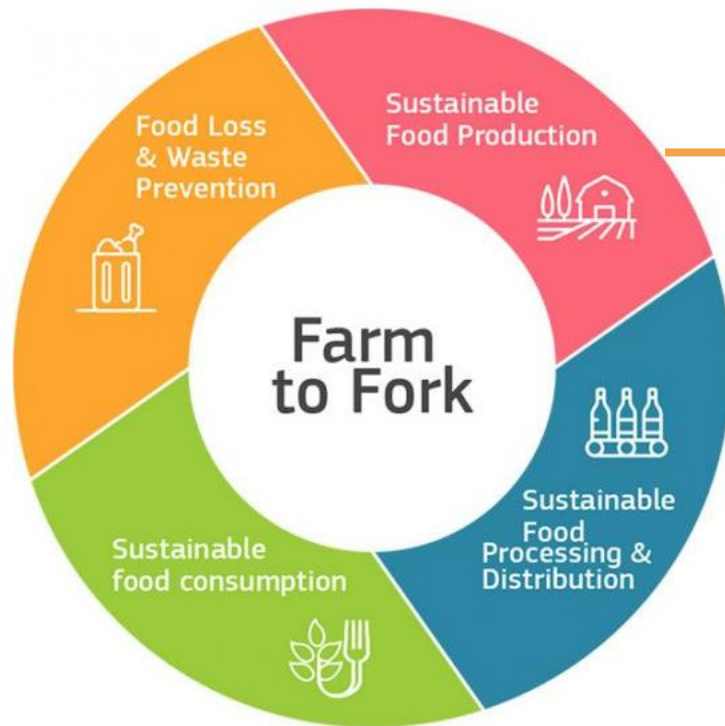 Food Loss
& Waste
Prevention
Sustainable
Food Production
Farm
to Fork
Sustainable
Food
Processing &
Distribution
Sustainable
food consumption